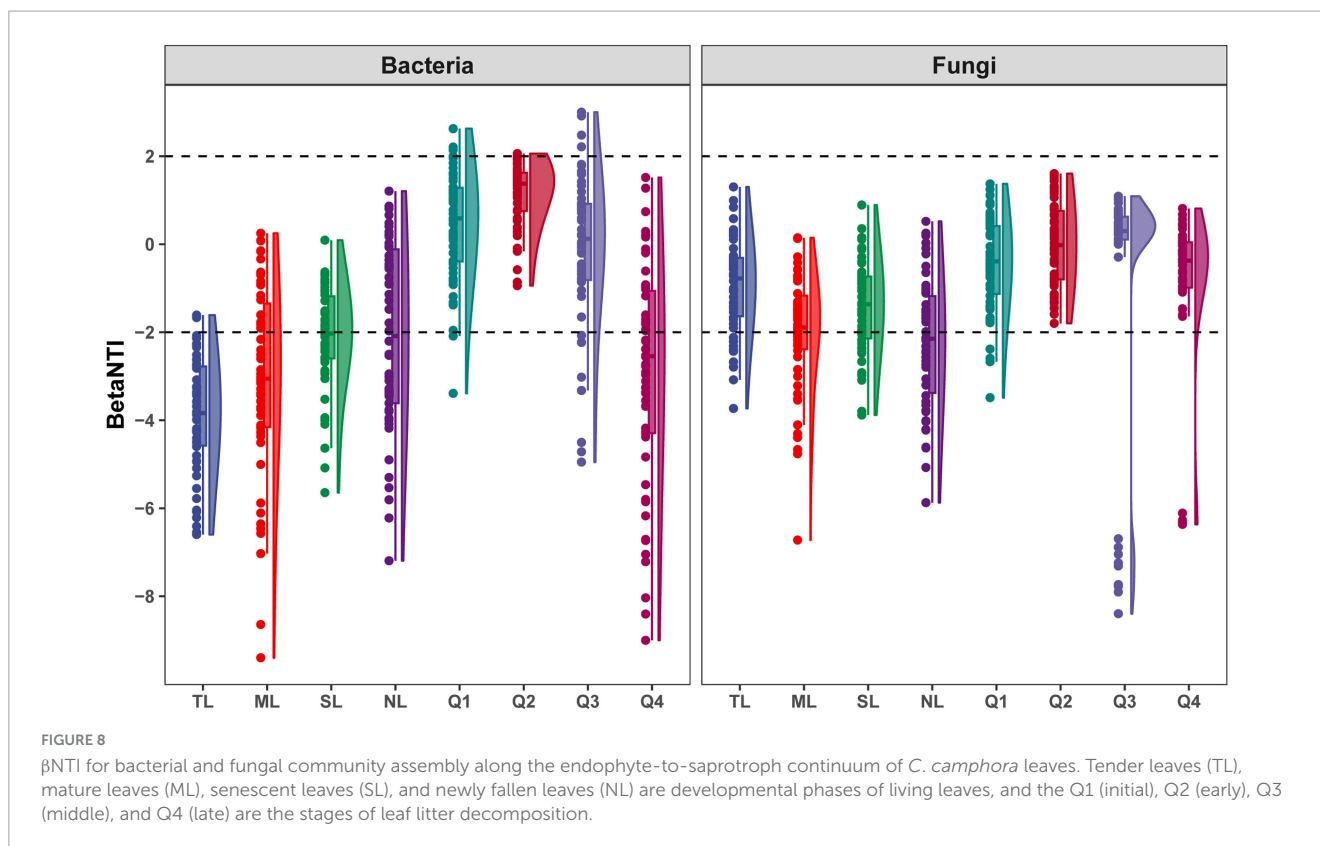 Bacteria
Fungi
BetaNTI
2
0
−2
−4
−6
−8
TL ML SL NL Q1 Q2 Q3 Q4
TL ML SL NL Q1 Q2 Q3 Q4
FIGURE 8
βNTI for bacterial and fungal community assembly along the endophyte-to-saprotroph continuum of C. camphora leaves. Tender leaves (TL),
mature leaves (ML), senescent leaves (SL), and newly fallen leaves (NL) are developmental phases of living leaves, and the Q1 (initial), Q2 (early), Q3
(middle), and Q4 (late) are the stages of leaf litter decomposition.